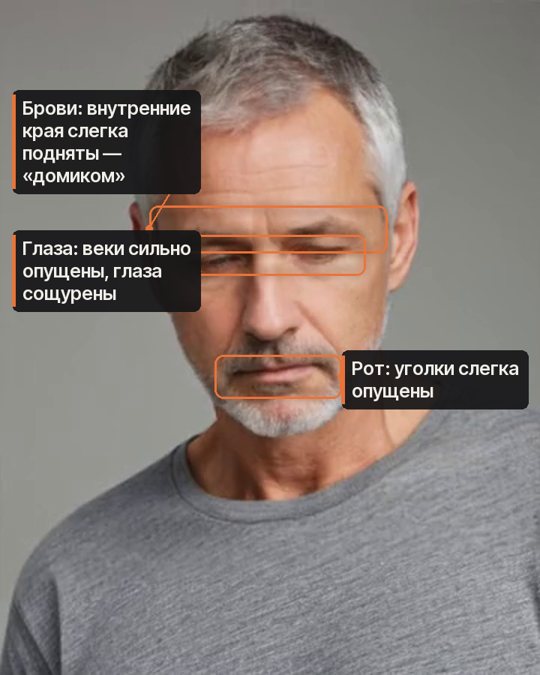 Брови: внутренние
края слегка
подняты —
«домиком»
Глаза: веки сильно
опущены, глаза
сощурены
Рот: уголки слегка
опущены